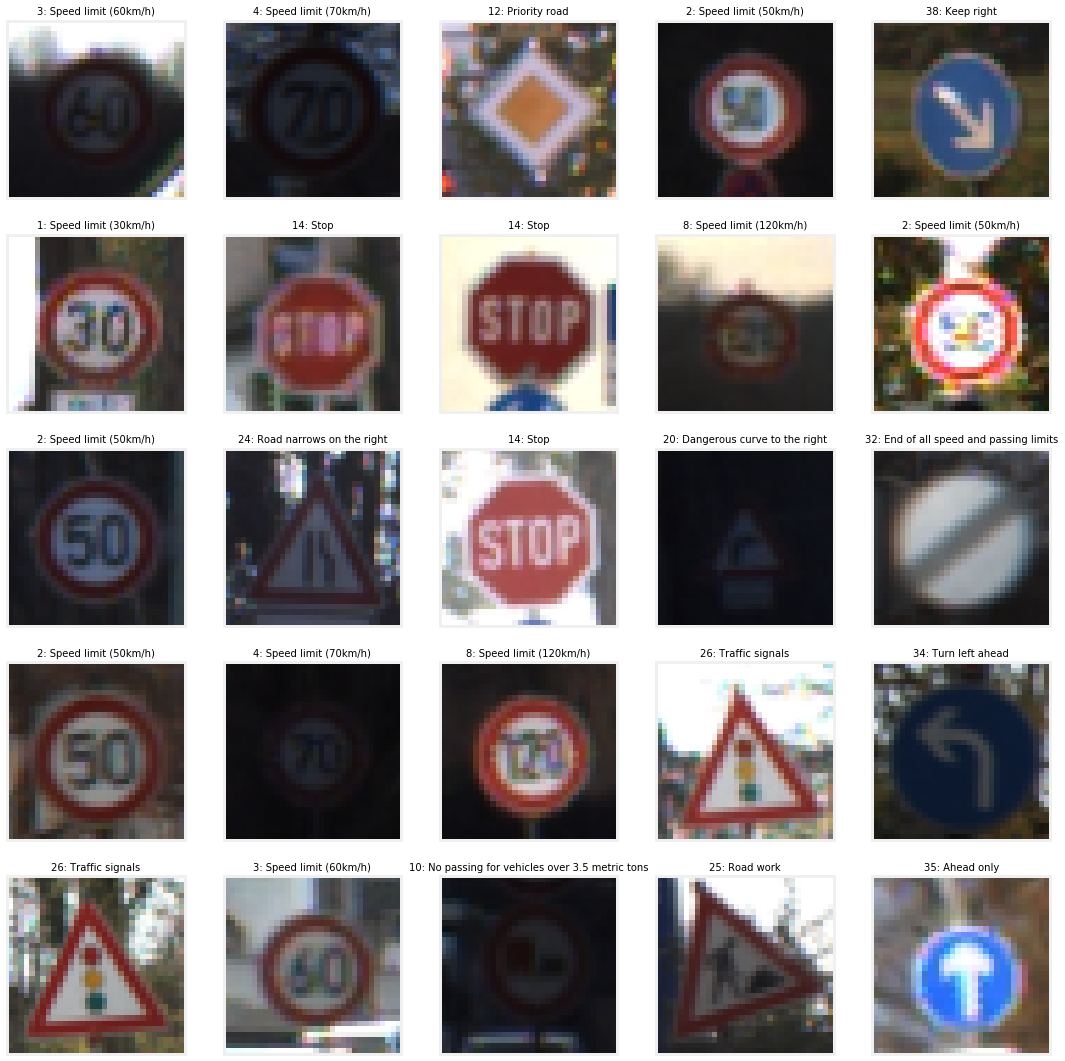 3: Speed limit (60km/h)
4: Speed limit (70km/h)
12: Priority road
2: Speed limit (50km/h)
38: Keep right
60
70
1: Speed limit (30km/h)
14: Stop
14: Stop
8: Speed limit (120km/h)
2: Speed limit (50km/h)
30
STOP
STOP
2: Speed limit (50km/h)
24: Road narrows on the right
14: Stop
20: Dangerous curve to the right
32: End of all speed and passing limits
50
STOP
2: Speed limit (50km/h)
4: Speed limit (70km/h)
8: Speed limit (120km/h)
26: Traffic signals
34: Turn left ahead
50
70
120
26: Traffic signals
3: Speed limit (60km/h)
10: No passing for vehicles over 3.5 metric tons
25: Road work
35: Ahead only
60